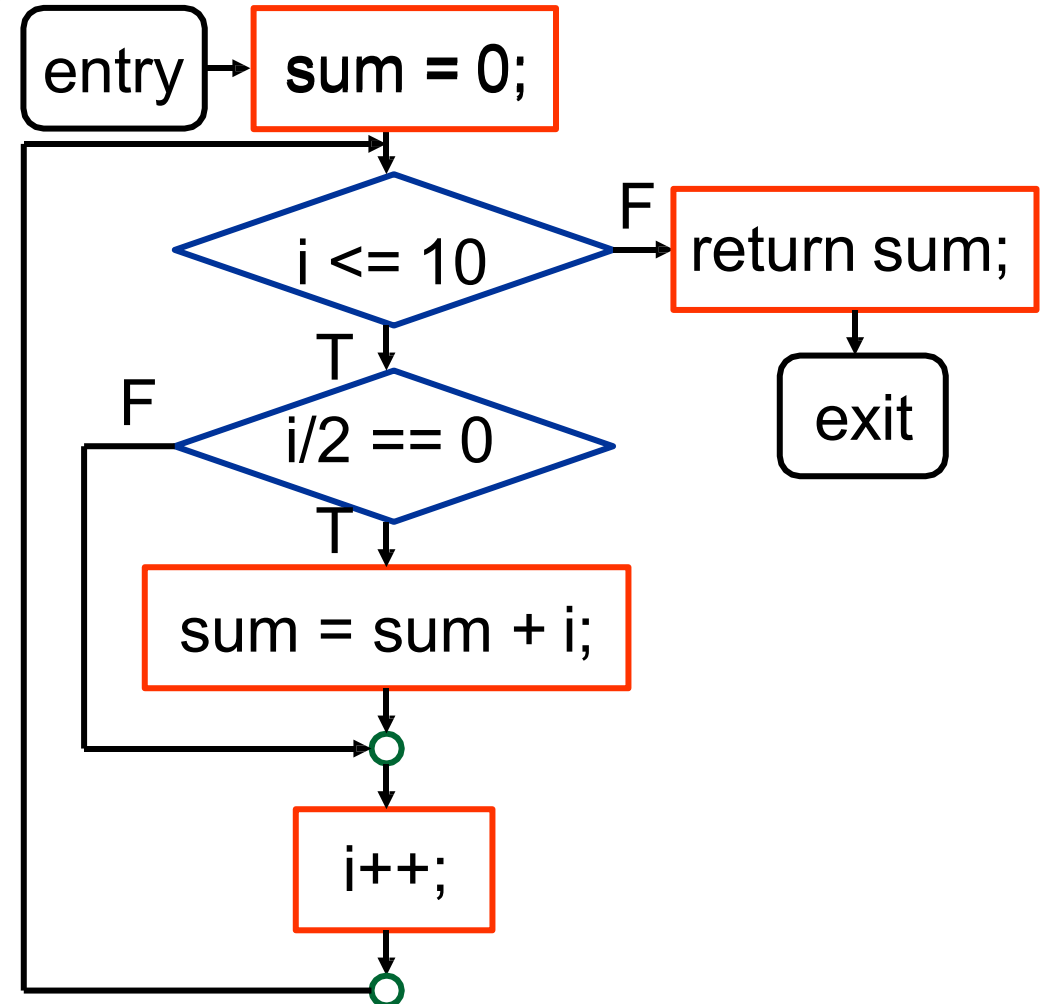 entry
sum = 0;
i <= 10
F
return sum;
T
exit
F
i/2 == 0
T
sum = sum + i;
i++;